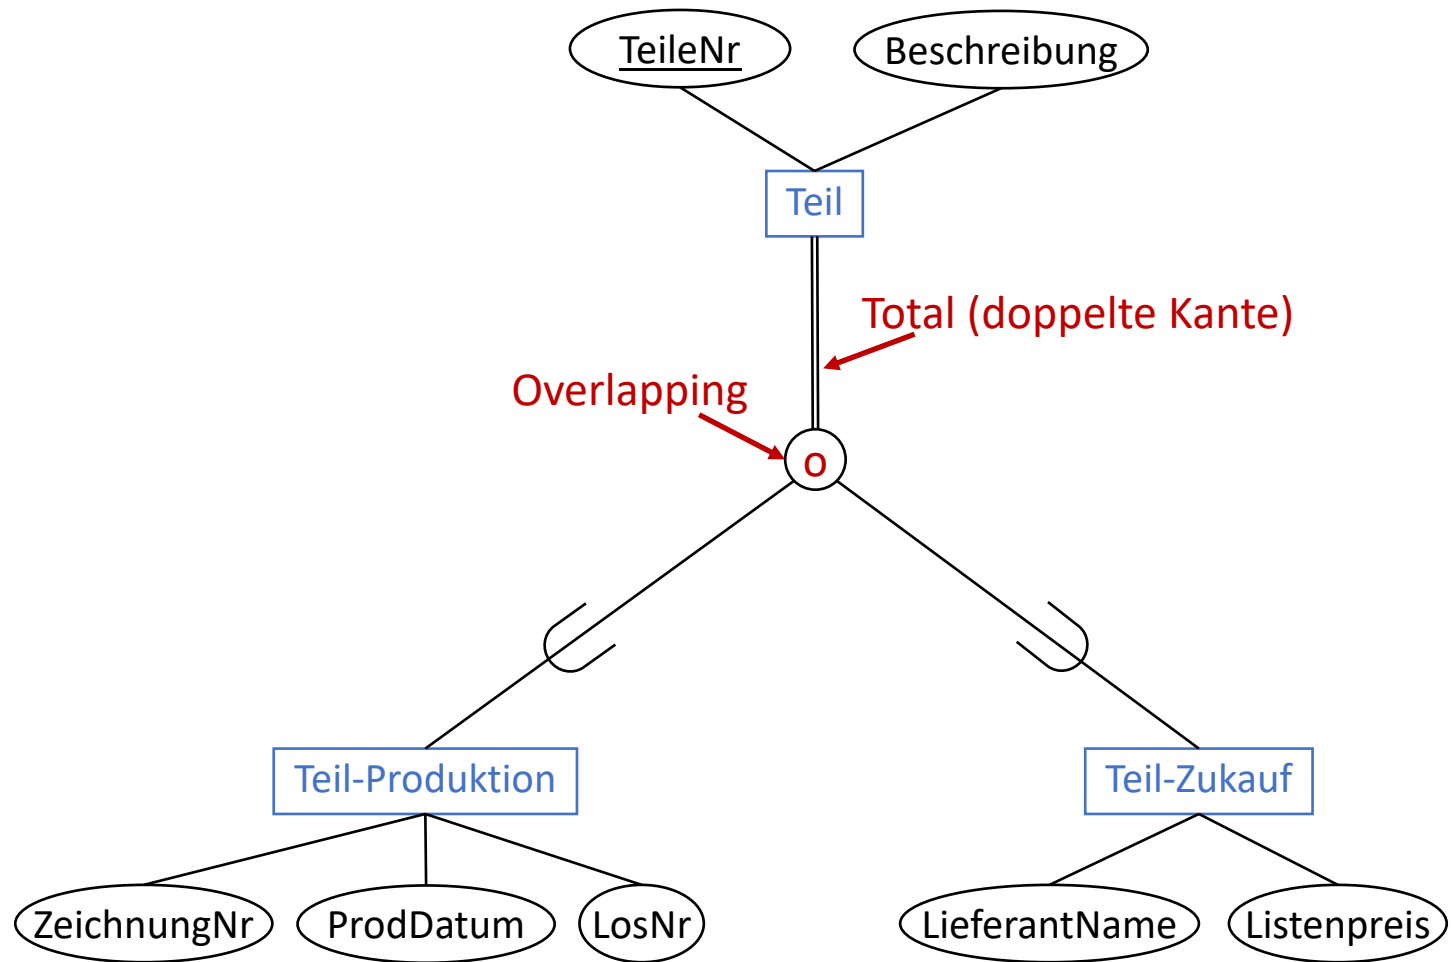 TeileNr
Beschreibung
Teil
Total (doppelte Kante)
Overlapping
o
Teil-Produktion
Teil-Zukauf
ZeichnungNr
ProdDatum
LosNr
LieferantName
Listenpreis